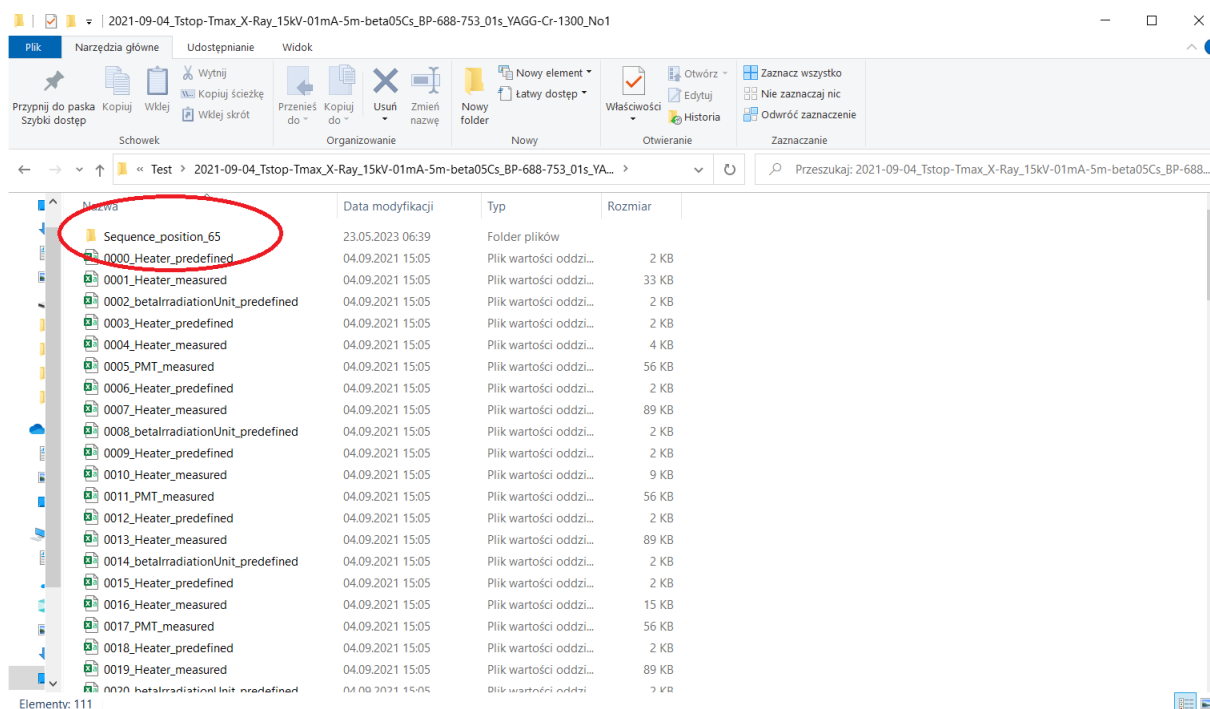 2021-09-04_Tstop-Tmax_X-Ray_15kV-01mA-5m-beta05Cs_BP-688-753_01s_YAGG-Cr-1300_No1
Plik Narzędzia główne Udostępnianie Widok
Przypnij do paska Szybki dostęp
Kopiuj
Wklej
Wytnij
Kopiuj ścieżkę
Wklej skrót
Schowek
Przenieś do
Kopiuj do
Usuń
Zmień nazwę
Organizowanie
Nowy folder
Nowy element
Łatwy dostęp
Nowy
Właściwości
Otwórz
Edytuj
Historia
Otwieranie
Zaznacz wszystko
Nie zaznaczaj nic
Odwróć zaznaczenie
Zaznaczanie
« Test > 2021-09-04_Tstop-Tmax_X-Ray_15kV-01mA-5m-beta05Cs_BP-688-753_01s_YA... >
Przeszukaj: 2021-09-04_Tstop-Tmax_X-Ray_15kV-01mA-5m-beta05Cs_BP-688...
Nazwa Data modyfikacji Typ Rozmiar
Sequence_position_65 23.05.2023 06:39 Folder plików
0000_Heater_predefined 04.09.2021 15:05 Plik wartości oddzi... 2 KB
0001_Heater_measured 04.09.2021 15:05 Plik wartości oddzi... 33 KB
0002_betaIrradiationUnit_predefined 04.09.2021 15:05 Plik wartości oddzi... 2 KB
0003_Heater_predefined 04.09.2021 15:05 Plik wartości oddzi... 2 KB
0004_Heater_measured 04.09.2021 15:05 Plik wartości oddzi... 4 KB
0005_PMT_measured 04.09.2021 15:05 Plik wartości oddzi... 56 KB
0006_Heater_predefined 04.09.2021 15:05 Plik wartości oddzi... 2 KB
0007_Heater_measured 04.09.2021 15:05 Plik wartości oddzi... 89 KB
0008_betaIrradiationUnit_predefined 04.09.2021 15:05 Plik wartości oddzi... 2 KB
0009_Heater_predefined 04.09.2021 15:05 Plik wartości oddzi... 2 KB
0010_Heater_measured 04.09.2021 15:05 Plik wartości oddzi... 9 KB
0011_PMT_measured 04.09.2021 15:05 Plik wartości oddzi... 56 KB
0012_Heater_predefined 04.09.2021 15:05 Plik wartości oddzi... 2 KB
0013_Heater_measured 04.09.2021 15:05 Plik wartości oddzi... 89 KB
0014_betaIrradiationUnit_predefined 04.09.2021 15:05 Plik wartości oddzi... 2 KB
0015_Heater_predefined 04.09.2021 15:05 Plik wartości oddzi... 2 KB
0016_Heater_measured 04.09.2021 15:05 Plik wartości oddzi... 15 KB
0017_PMT_measured 04.09.2021 15:05 Plik wartości oddzi... 56 KB
0018_Heater_predefined 04.09.2021 15:05 Plik wartości oddzi... 2 KB
0019_Heater_measured 04.09.2021 15:05 Plik wartości oddzi... 89 KB
0020_betaIrradiationUnit_predefined 04.09.2021 15:05 Plik wartości oddzi... 2 KB
Elementy: 111